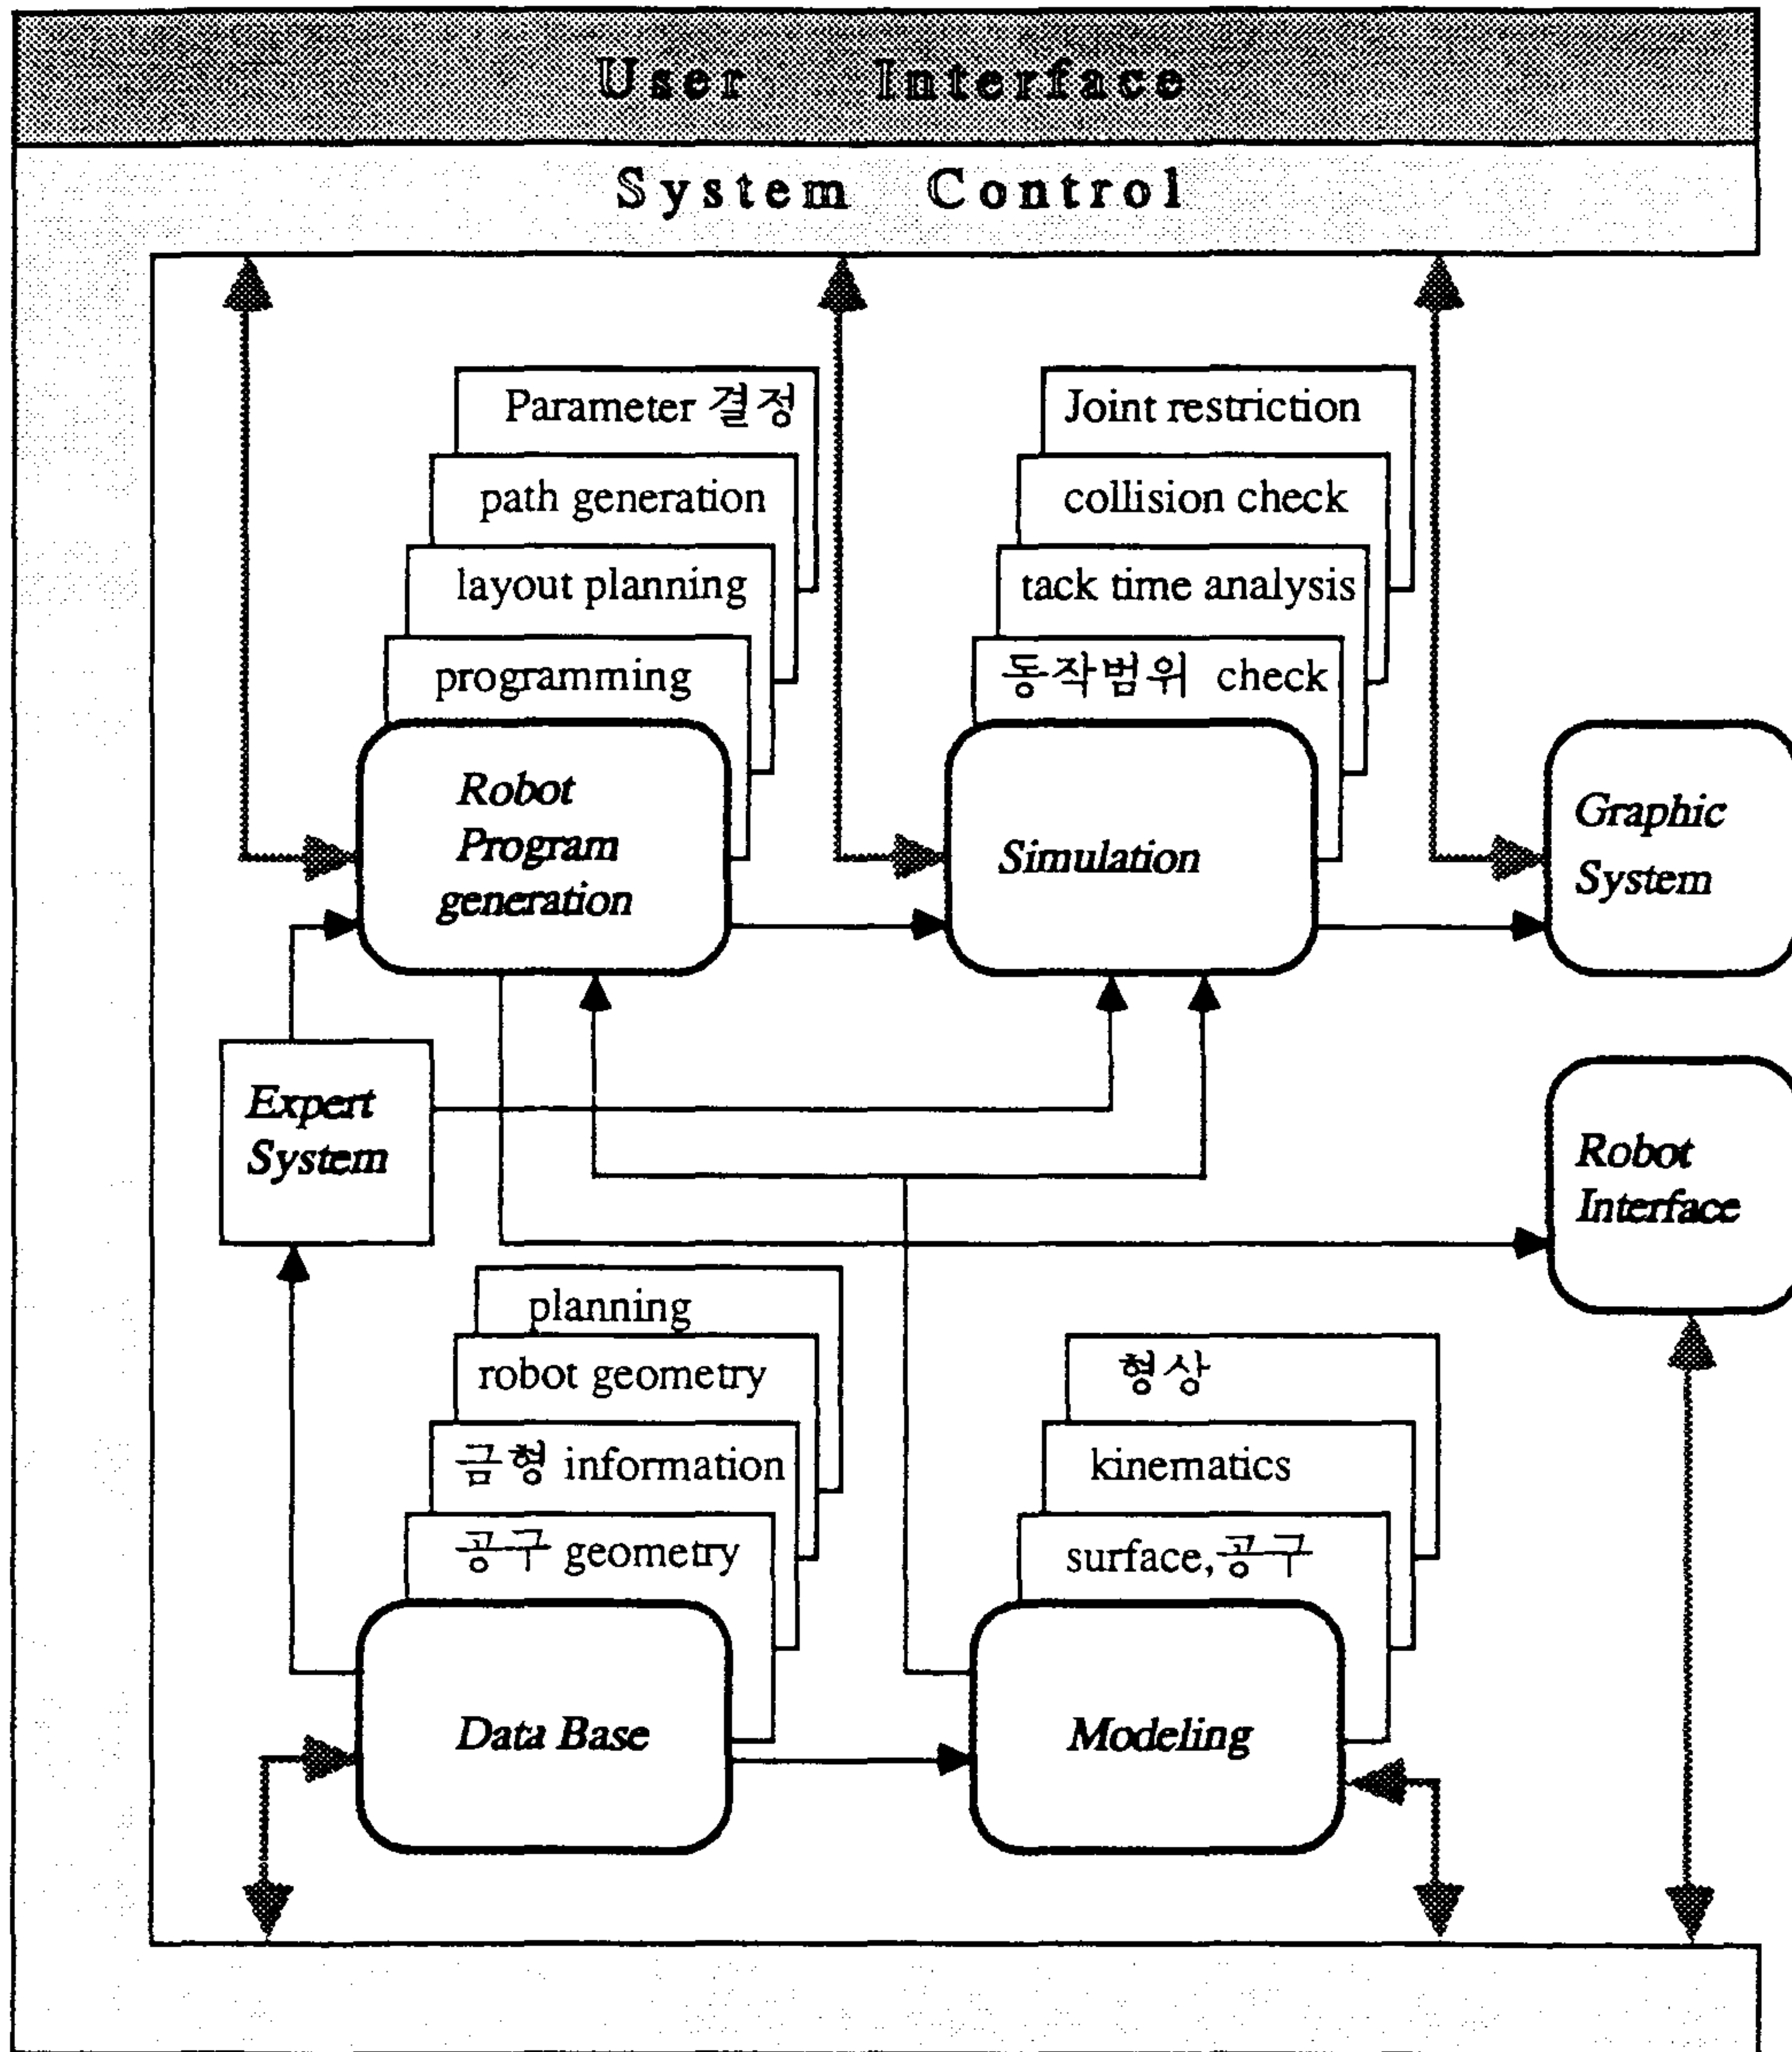 User Interface
System Control
Parameter 결정
path generation
layout planning
programming
Robot
Program
generation
Joint restriction
collision check
tack time analysis
동작범위 check
Simulation
Graphic
System
Expert
System
Robot
Interface
planning
robot geometry
금형 information
공구 geometry
Data Base
형상
kinematics
surface,공구
Modeling